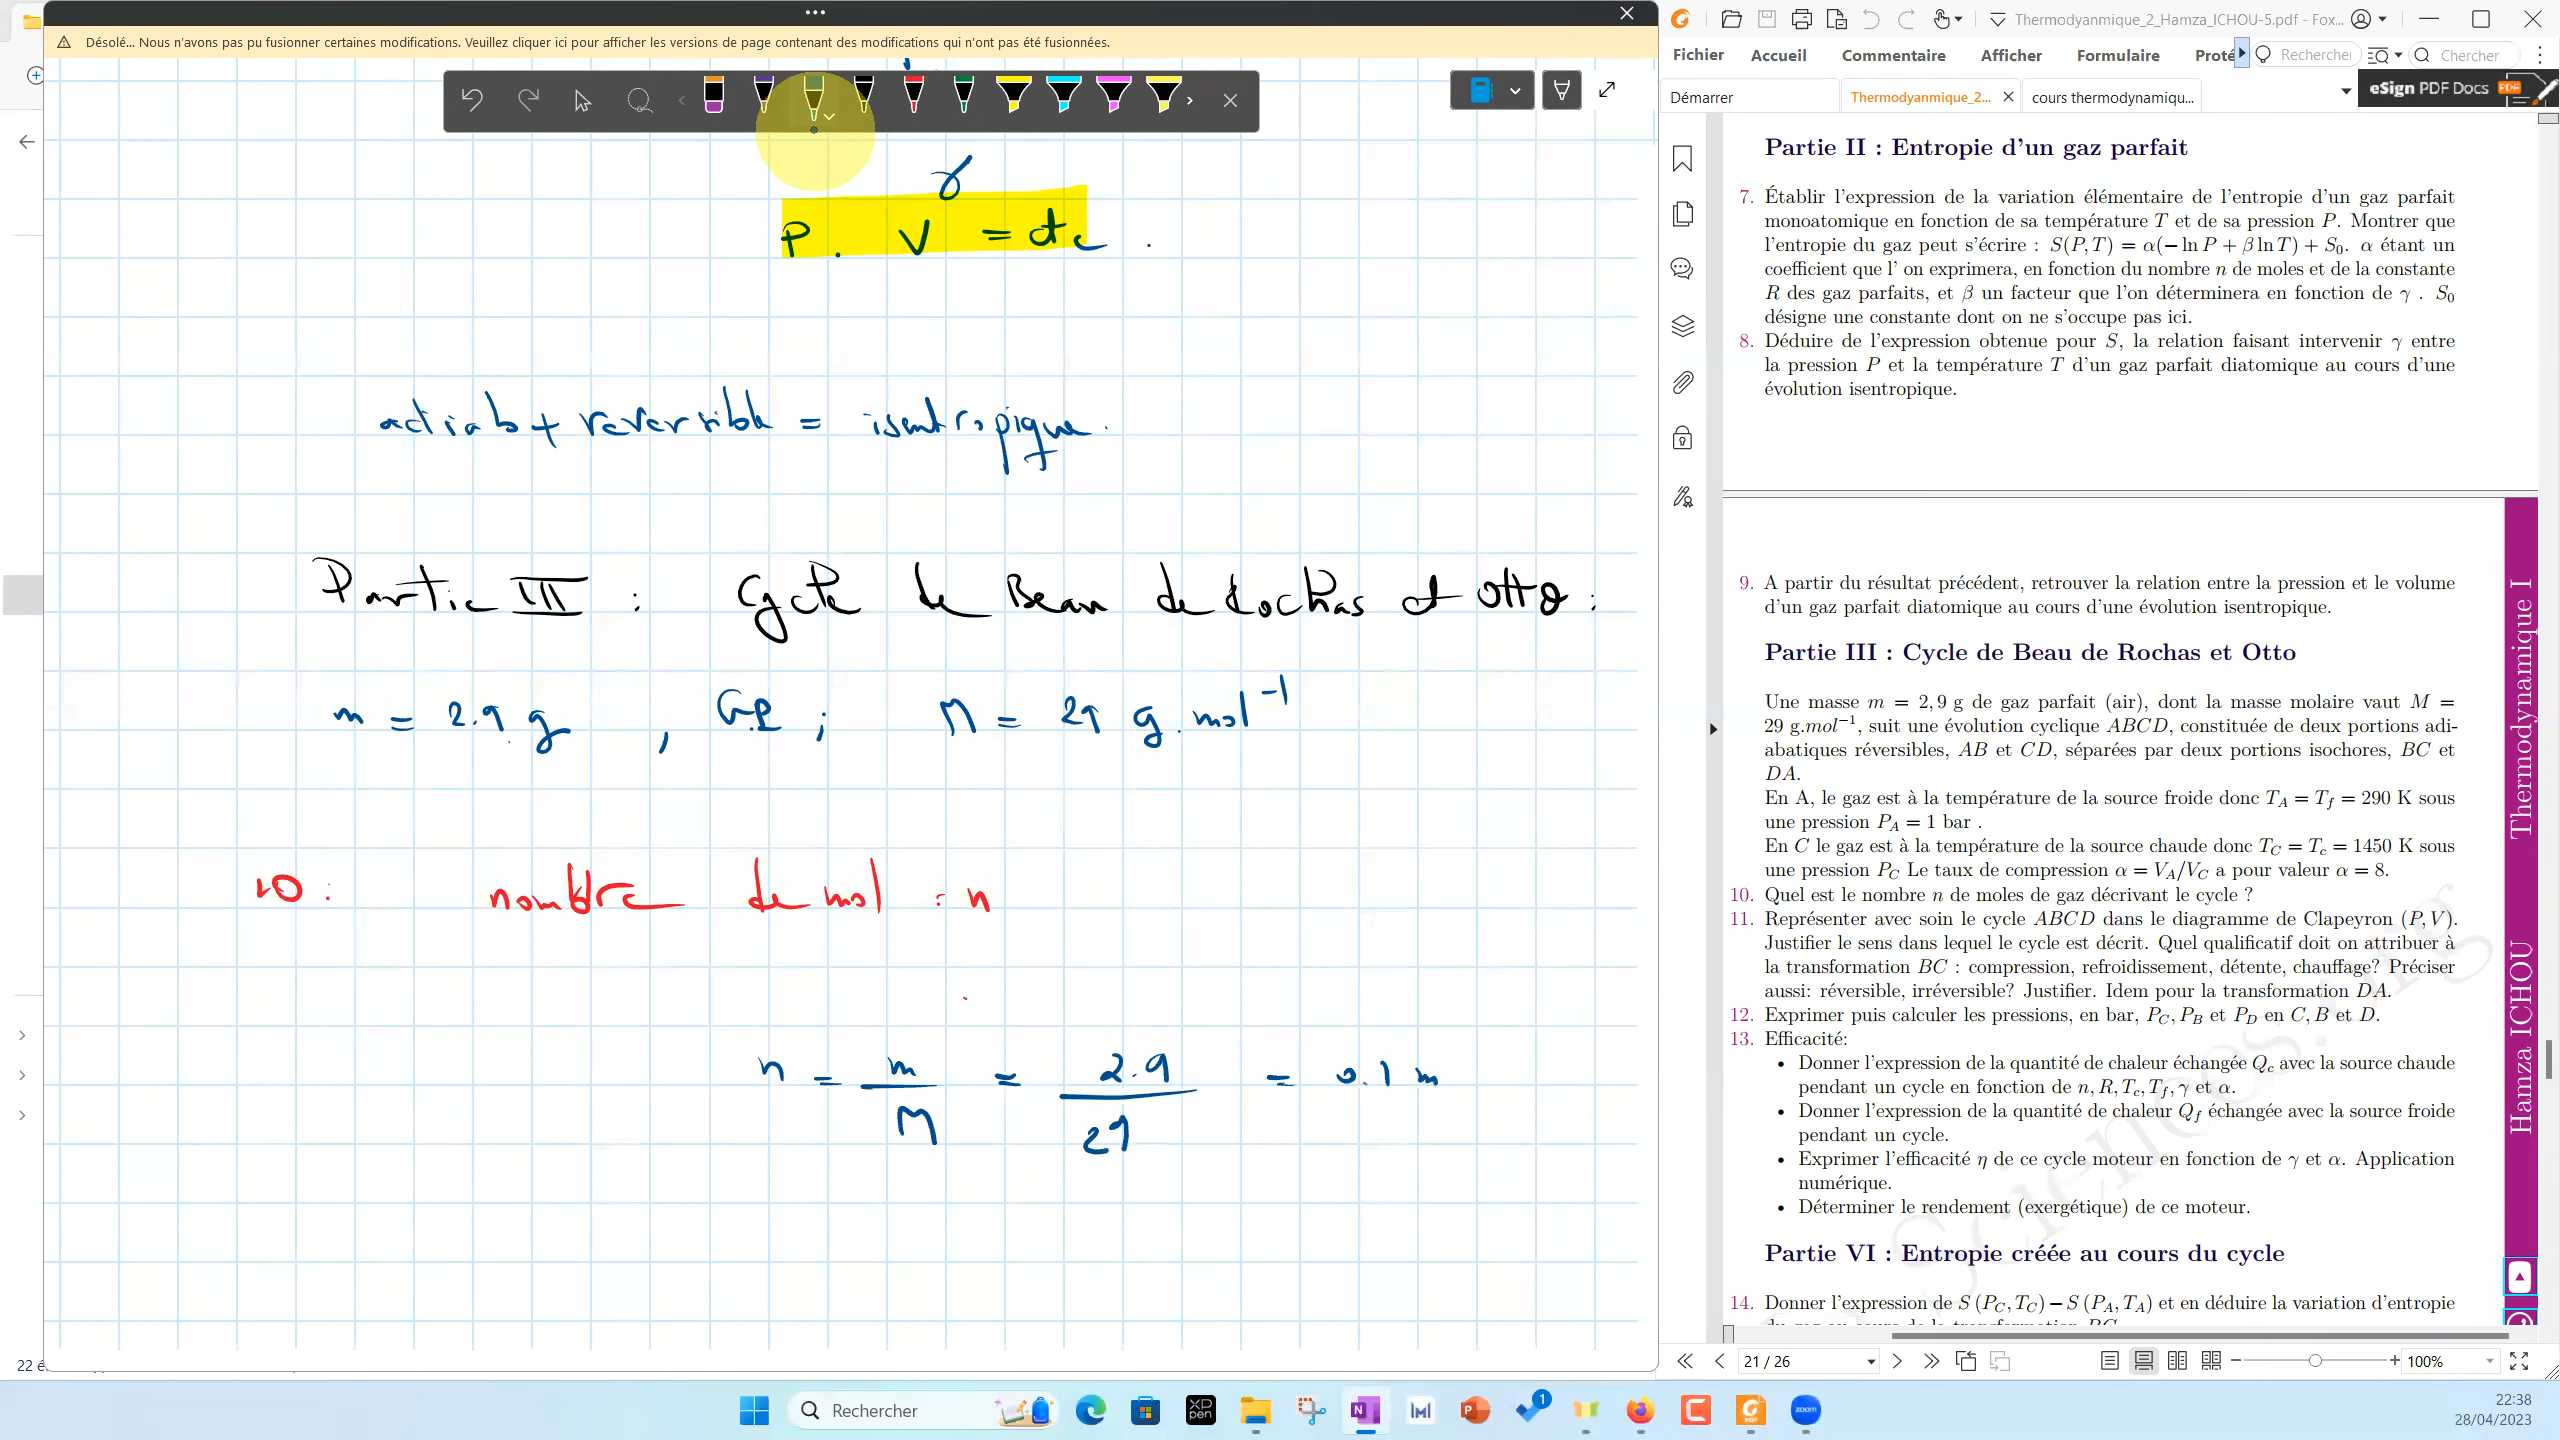 Désolé... Nous n'avons pas pu fusionner certaines modifications. Veuillez cliquer ici pour afficher les versions de page contenant des modifications qui n'ont pas été fusionnées.
P . V^γ = cte .
adiab + reversible = isentropique.
Partie III : Cycle de Beau de Rochas et Otto :
m = 2.9 g , G.P ; M = 29 g.mol⁻¹
10 : nombre de mol : n
n = m/M = 2.9/29 = 0.1 m
22 é
Thermodyanmique_2_Hamza_ICHOU-5.pdf - Fox...
Fichier Accueil Commentaire Afficher Formulaire Proté Rechercher Chercher
Démarrer Thermodyanmique_2... cours thermodynamiqu... eSign PDF Docs PDF
Partie II : Entropie d'un gaz parfait
7. Établir l'expression de la variation élémentaire de l'entropie d'un gaz parfait
monoatomique en fonction de sa température T et de sa pression P. Montrer que
l'entropie du gaz peut s'écrire : S(P, T) = α(− ln P + β ln T) + S₀. α étant un
coefficient que l' on exprimera, en fonction du nombre n de moles et de la constante
R des gaz parfaits, et β un facteur que l'on déterminera en fonction de γ . S₀
désigne une constante dont on ne s'occupe pas ici.
8. Déduire de l'expression obtenue pour S, la relation faisant intervenir γ entre
la pression P et la température T d'un gaz parfait diatomique au cours d'une
évolution isentropique.
9. A partir du résultat précédent, retrouver la relation entre la pression et le volume
d'un gaz parfait diatomique au cours d'une évolution isentropique.
Partie III : Cycle de Beau de Rochas et Otto
Une masse m = 2,9 g de gaz parfait (air), dont la masse molaire vaut M =
29 g.mol⁻¹, suit une évolution cyclique ABCD, constituée de deux portions adi-
abatiques réversibles, AB et CD, séparées par deux portions isochores, BC et
DA.
En A, le gaz est à la température de la source froide donc T_A = T_f = 290 K sous
une pression P_A = 1 bar .
En C le gaz est à la température de la source chaude donc T_C = T_c = 1450 K sous
une pression P_C Le taux de compression α = V_A/V_C a pour valeur α = 8.
10. Quel est le nombre n de moles de gaz décrivant le cycle ?
11. Représenter avec soin le cycle ABCD dans le diagramme de Clapeyron (P, V).
Justifier le sens dans lequel le cycle est décrit. Quel qualificatif doit on attribuer à
la transformation BC : compression, refroidissement, détente, chauffage? Préciser
aussi: réversible, irréversible? Justifier. Idem pour la transformation DA.
12. Exprimer puis calculer les pressions, en bar, P_C, P_B et P_D en C, B et D.
13. Efficacité:
• Donner l'expression de la quantité de chaleur échangée Q_c avec la source chaude
pendant un cycle en fonction de n, R, T_c, T_f, γ et α.
• Donner l'expression de la quantité de chaleur Q_f échangée avec la source froide
pendant un cycle.
• Exprimer l'efficacité η de ce cycle moteur en fonction de γ et α. Application
numérique.
• Déterminer le rendement (exergétique) de ce moteur.
Partie VI : Entropie créée au cours du cycle
14. Donner l'expression de S (P_C, T_C) − S (P_A, T_A) et en déduire la variation d'entropie
Thermodynamique I
Hamza ICHOU
21 / 26
100%
Rechercher
XD pen
1
zoom
22:38
28/04/2023